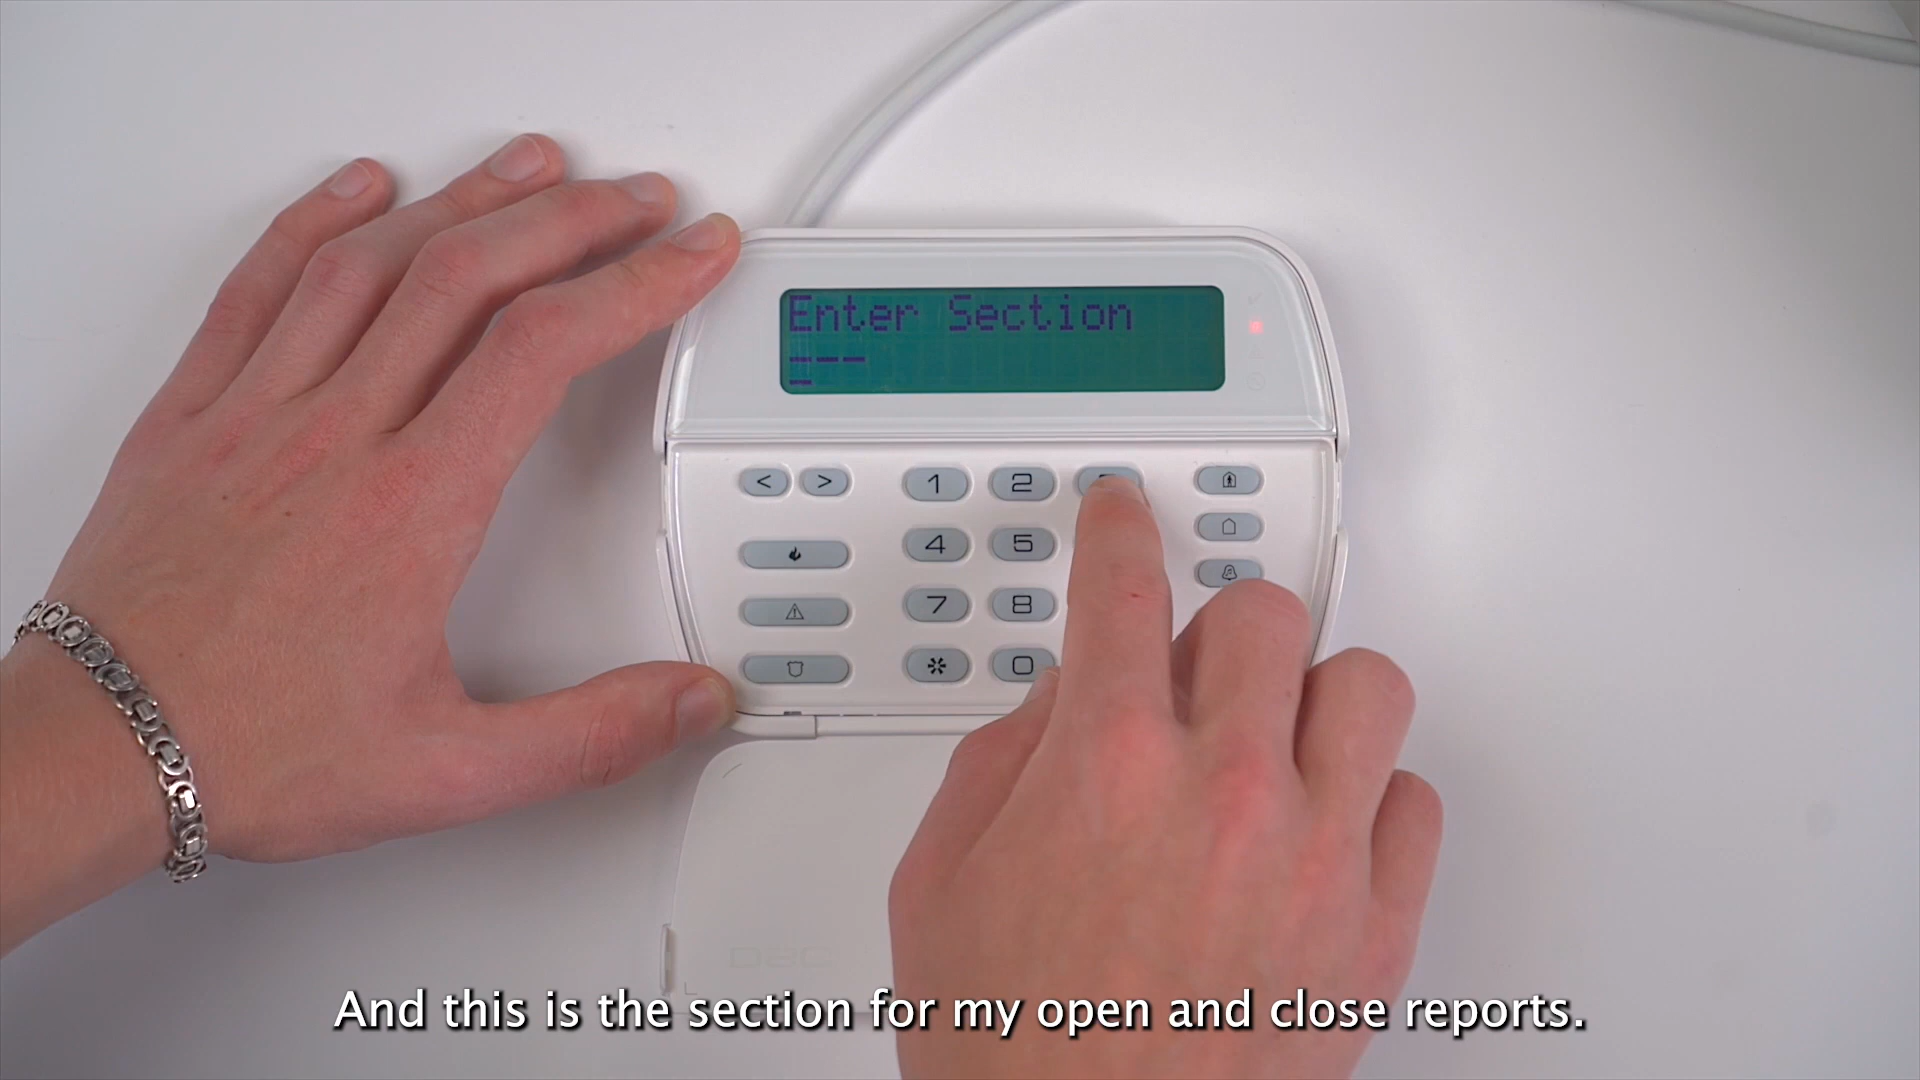 Enter Section
---
< > 1 2
4 5
7 8
* 0
DSC
And this is the section for my open and close reports.